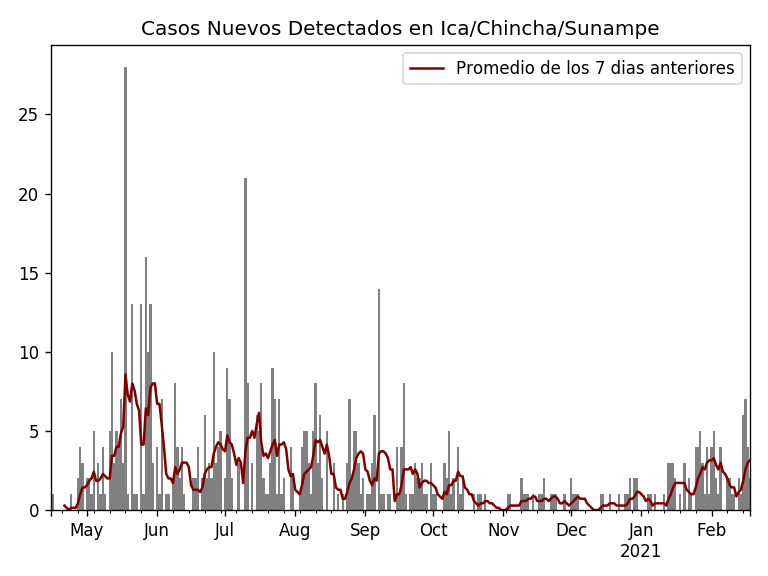 Casos Nuevos Detectados en Ica/Chincha/Sunampe
Promedio de los 7 dias anteriores
25
20
15
10
5
0
May Jun Jul Aug Sep Oct Nov Dec Jan Feb
2021